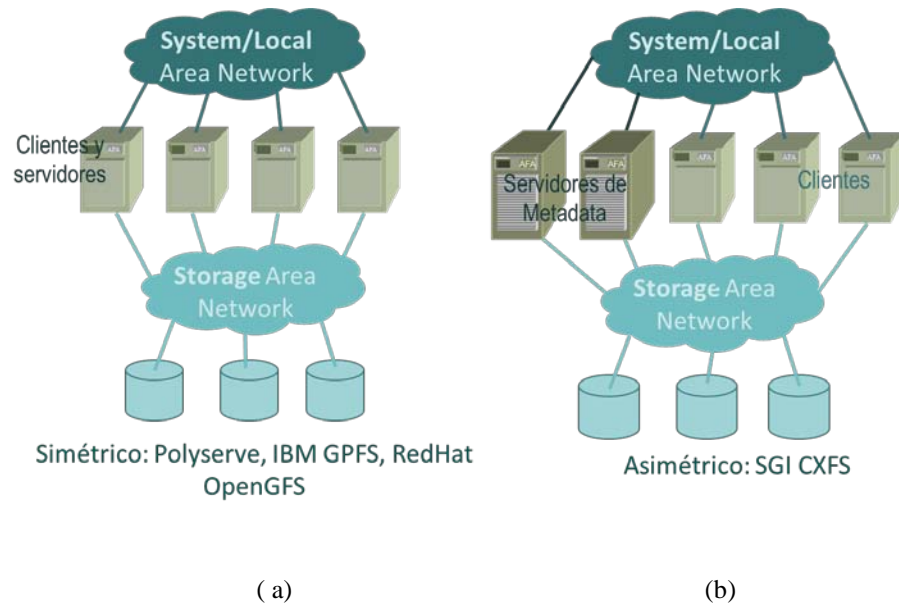 System/Local
Area Network
Clientes y
servidores
AFA
AFA
AFA
AFA
Storage Area
Network
Simétrico: Polyserve, IBM GPFS, RedHat
OpenGFS
( a)
System/Local
Area Network
AFA
AFA
AFA
AFA
AFA
Servidores de
Metadata
Clientes
Storage Area
Network
Asimétrico: SGI CXFS
(b)